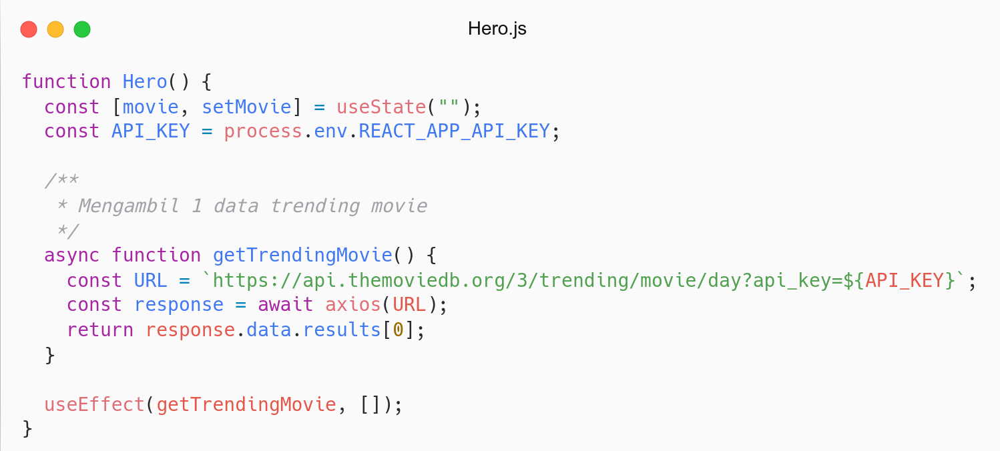 Hero.js
function Hero() {
  const [movie, setMovie] = useState("");
  const API_KEY = process.env.REACT_APP_API_KEY;
  /**
   * Mengambil 1 data trending movie
   */
  async function getTrendingMovie() {
    const URL = `https://api.themoviedb.org/3/trending/movie/day?api_key=${API_KEY}`;
    const response = await axios(URL);
    return response.data.results[0];
  }
  useEffect(getTrendingMovie, []);
}